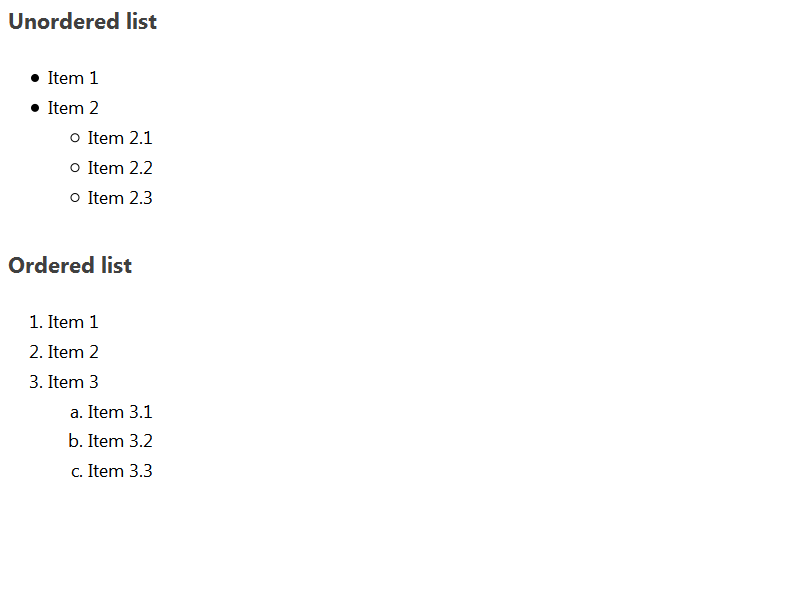 Unordered list
● Item 1
● Item 2
○ Item 2.1
○ Item 2.2
○ Item 2.3
Ordered list
1. Item 1
2. Item 2
3. Item 3
a. Item 3.1
b. Item 3.2
c. Item 3.3